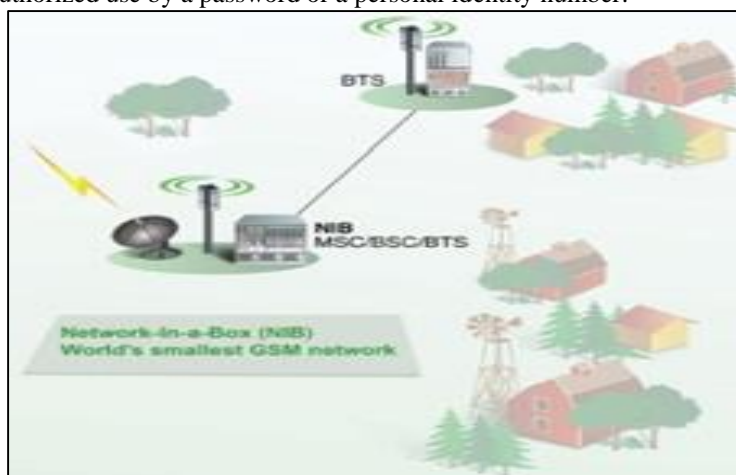 authorized use by a password or a personal identity number.
BTS
NIB
MSC/BSC/BTS
Network-in-a-Box (NIB)
World's smallest GSM network